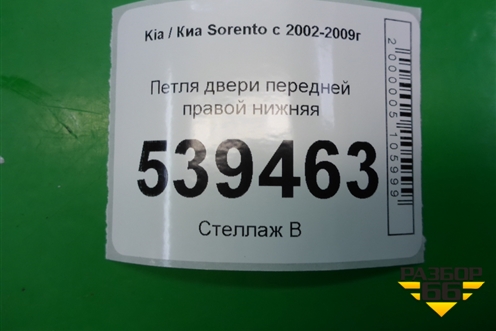 Kia / Киа Sorento с 2002-2009г
Петля двери передней
правой нижняя
539463
Стеллаж В
2000005105999
РАЗБОР
66